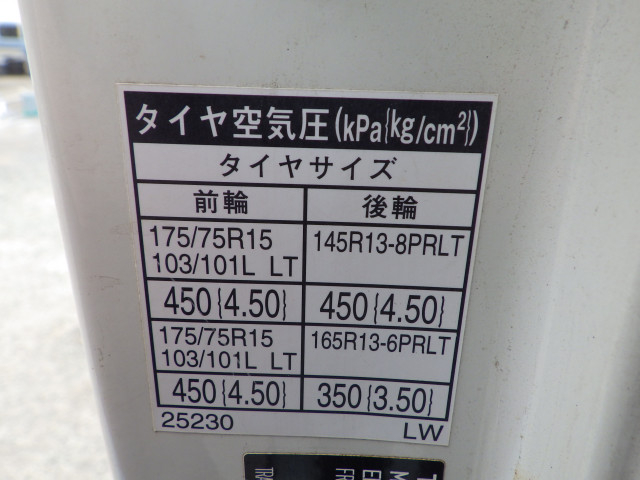 タイヤ空気圧(kPa{kg/cm²})
タイヤサイズ
前輪 後輪
175/75R15 103/101L LT 145R13-8PRLT
450{4.50} 450{4.50}
175/75R15 103/101L LT 165R13-6PRLT
450{4.50} 350{3.50}
25230 LW